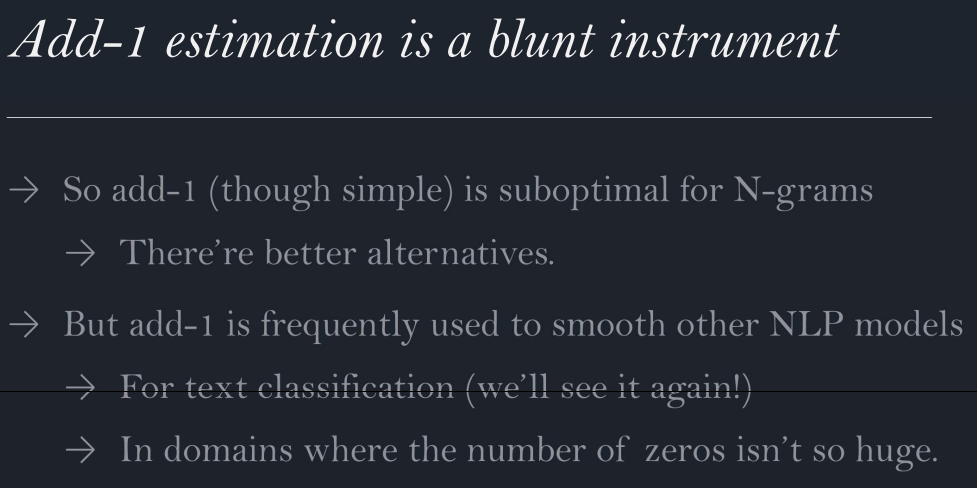 Add-1 estimation is a blunt instrument
→ So add-1 (though simple) is suboptimal for N-grams
→ There’re better alternatives.
→ But add-1 is frequently used to smooth other NLP models
→ For text classification (we’ll see it again!)
→ In domains where the number of zeros isn’t so huge.